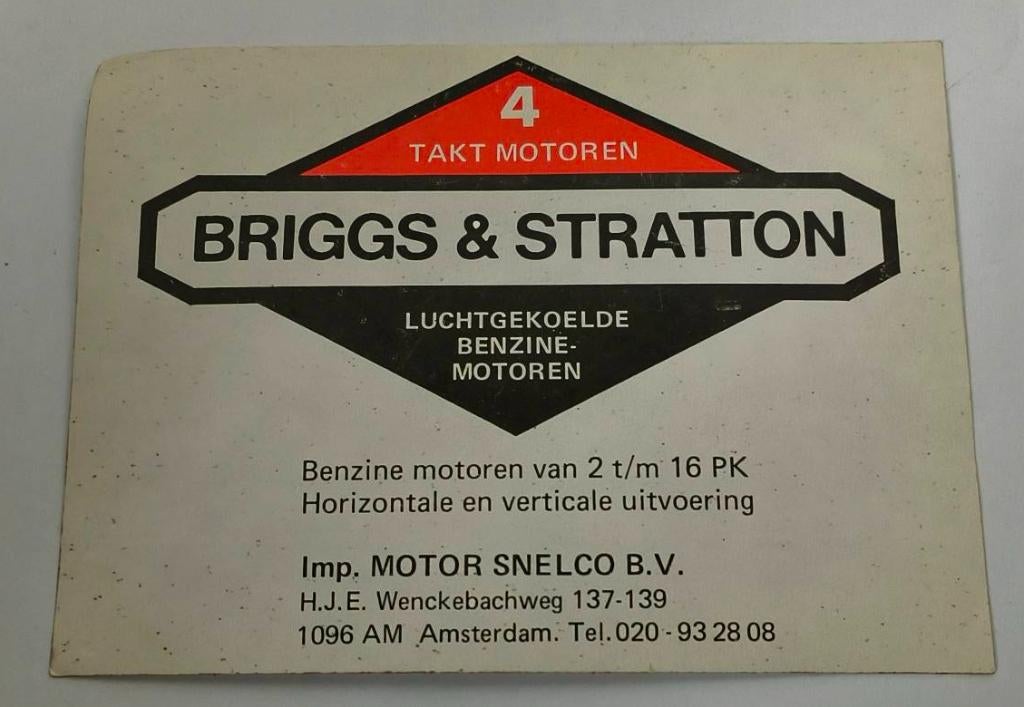 4
TAKT MOTOREN
BRIGGS & STRATTON
LUCHTGEKOELDE
BENZINE-
MOTOREN
Benzine motoren van 2 t/m 16 PK
Horizontale en verticale uitvoering
Imp. MOTOR SNELCO B.V.
H.J.E. Wenckebachweg 137-139
1096 AM Amsterdam. Tel. 020 - 93 28 08